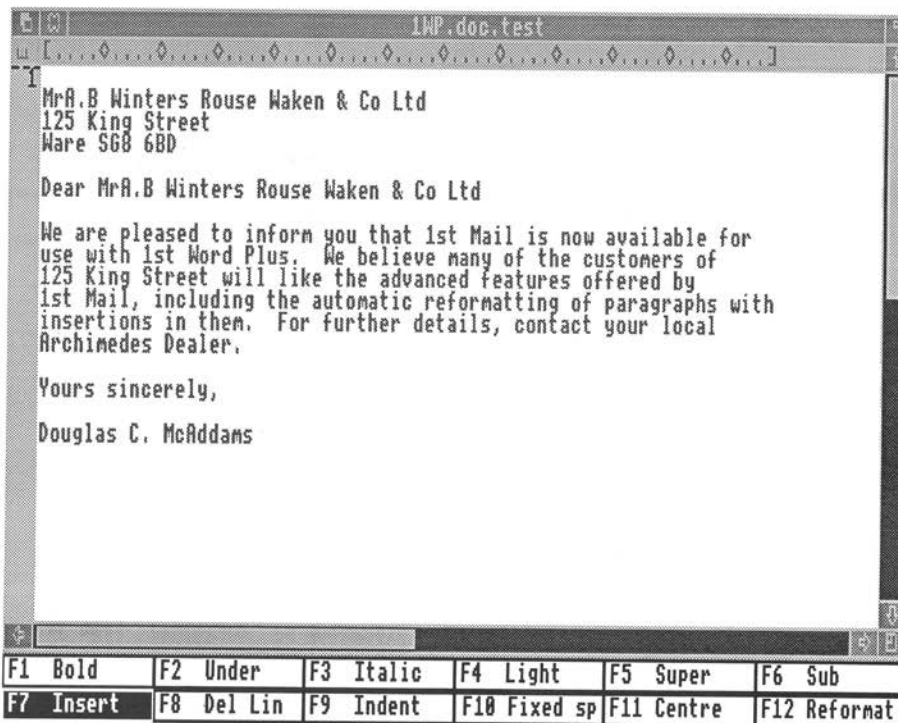 1WP.doc.test
1
MrA.B Winters Rouse Waken & Co Ltd
125 King Street
Ware SG8 6BD
Dear MrA.B Winters Rouse Waken & Co Ltd
We are pleased to inform you that 1st Mail is now available for
use with 1st Word Plus.  We believe many of the customers of
125 King Street will like the advanced features offered by
1st Mail, including the automatic reformatting of paragraphs with
insertions in them.  For further details, contact your local
Archimedes Dealer.
Yours sincerely,
Douglas C. McAddams
F1 Bold F2 Under F3 Italic F4 Light F5 Super F6 Sub
F7 Insert F8 Del Lin F9 Indent F10 Fixed sp F11 Centre F12 Reformat